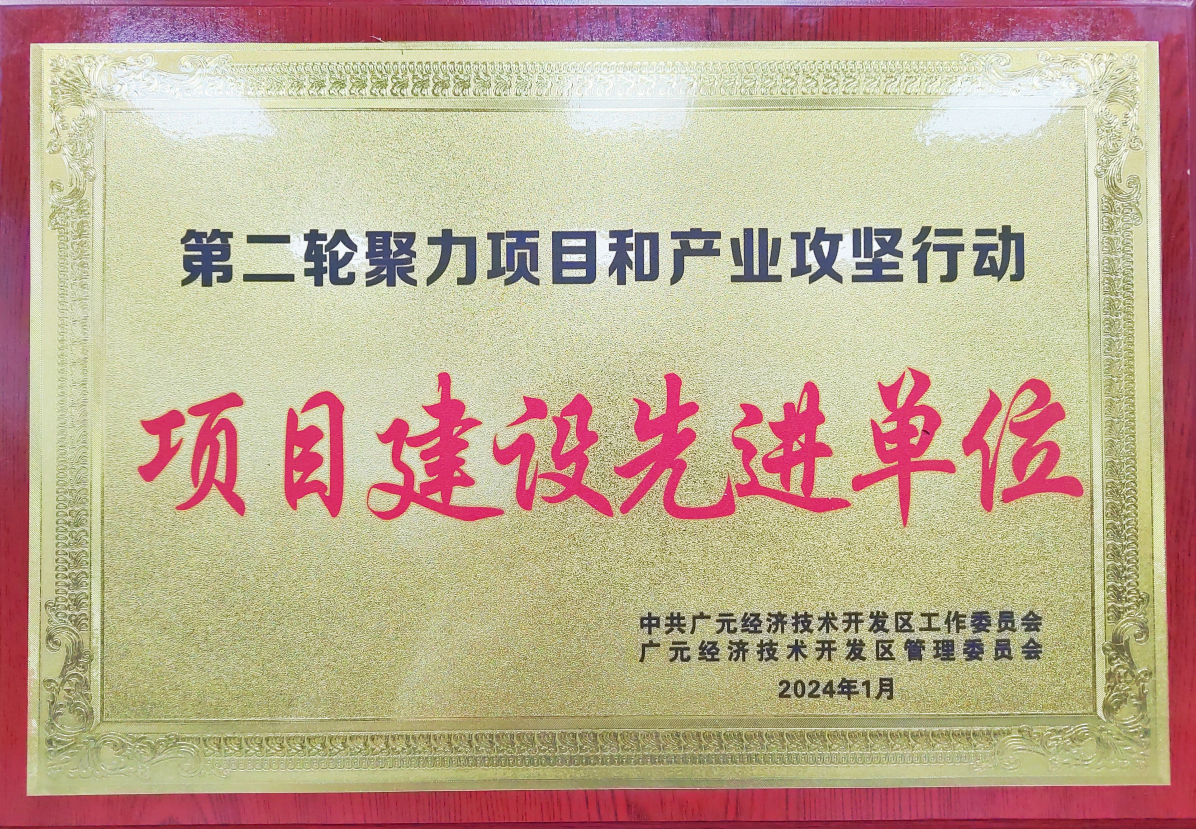 第二轮聚力项目和产业攻坚行动
项目建设先进单位
中共广元经济技术开发区工作委员会
广元经济技术开发区管理委员会
2024年1月